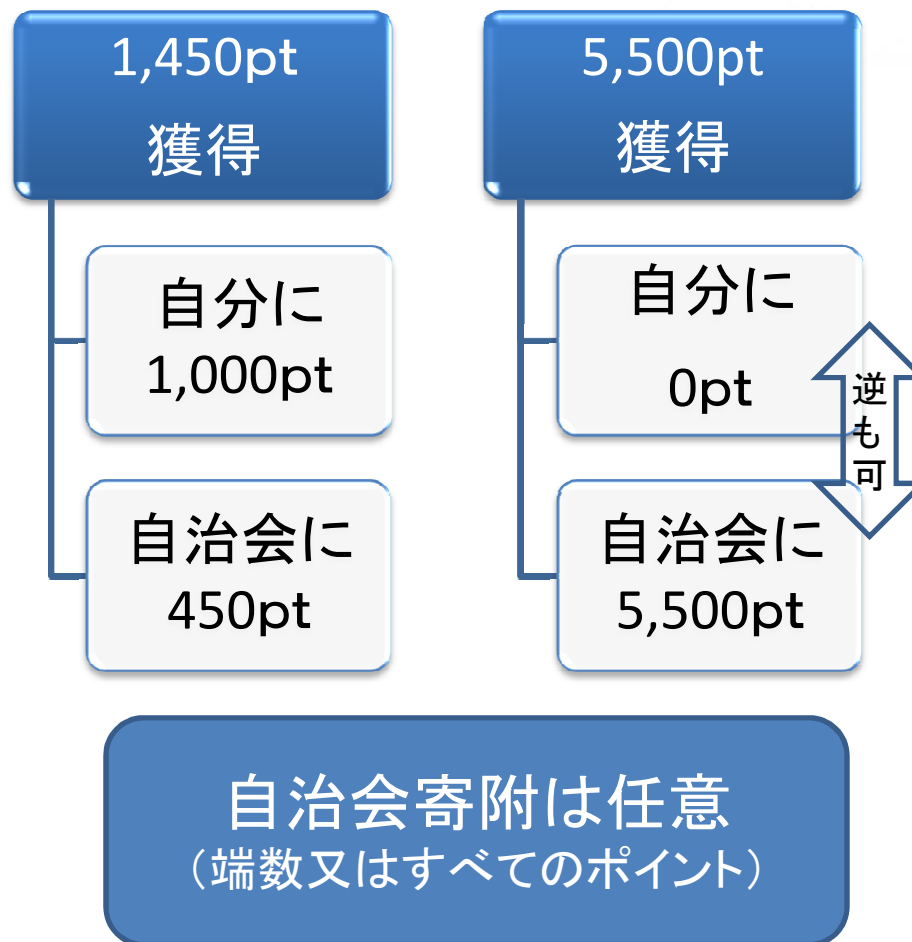 1,450pt
獲得
自分に
1,000pt
自治会に
450pt
5,500pt
獲得
自分に
0pt
逆も可
自治会に
5,500pt
自治会寄附は任意
（端数又はすべてのポイント）